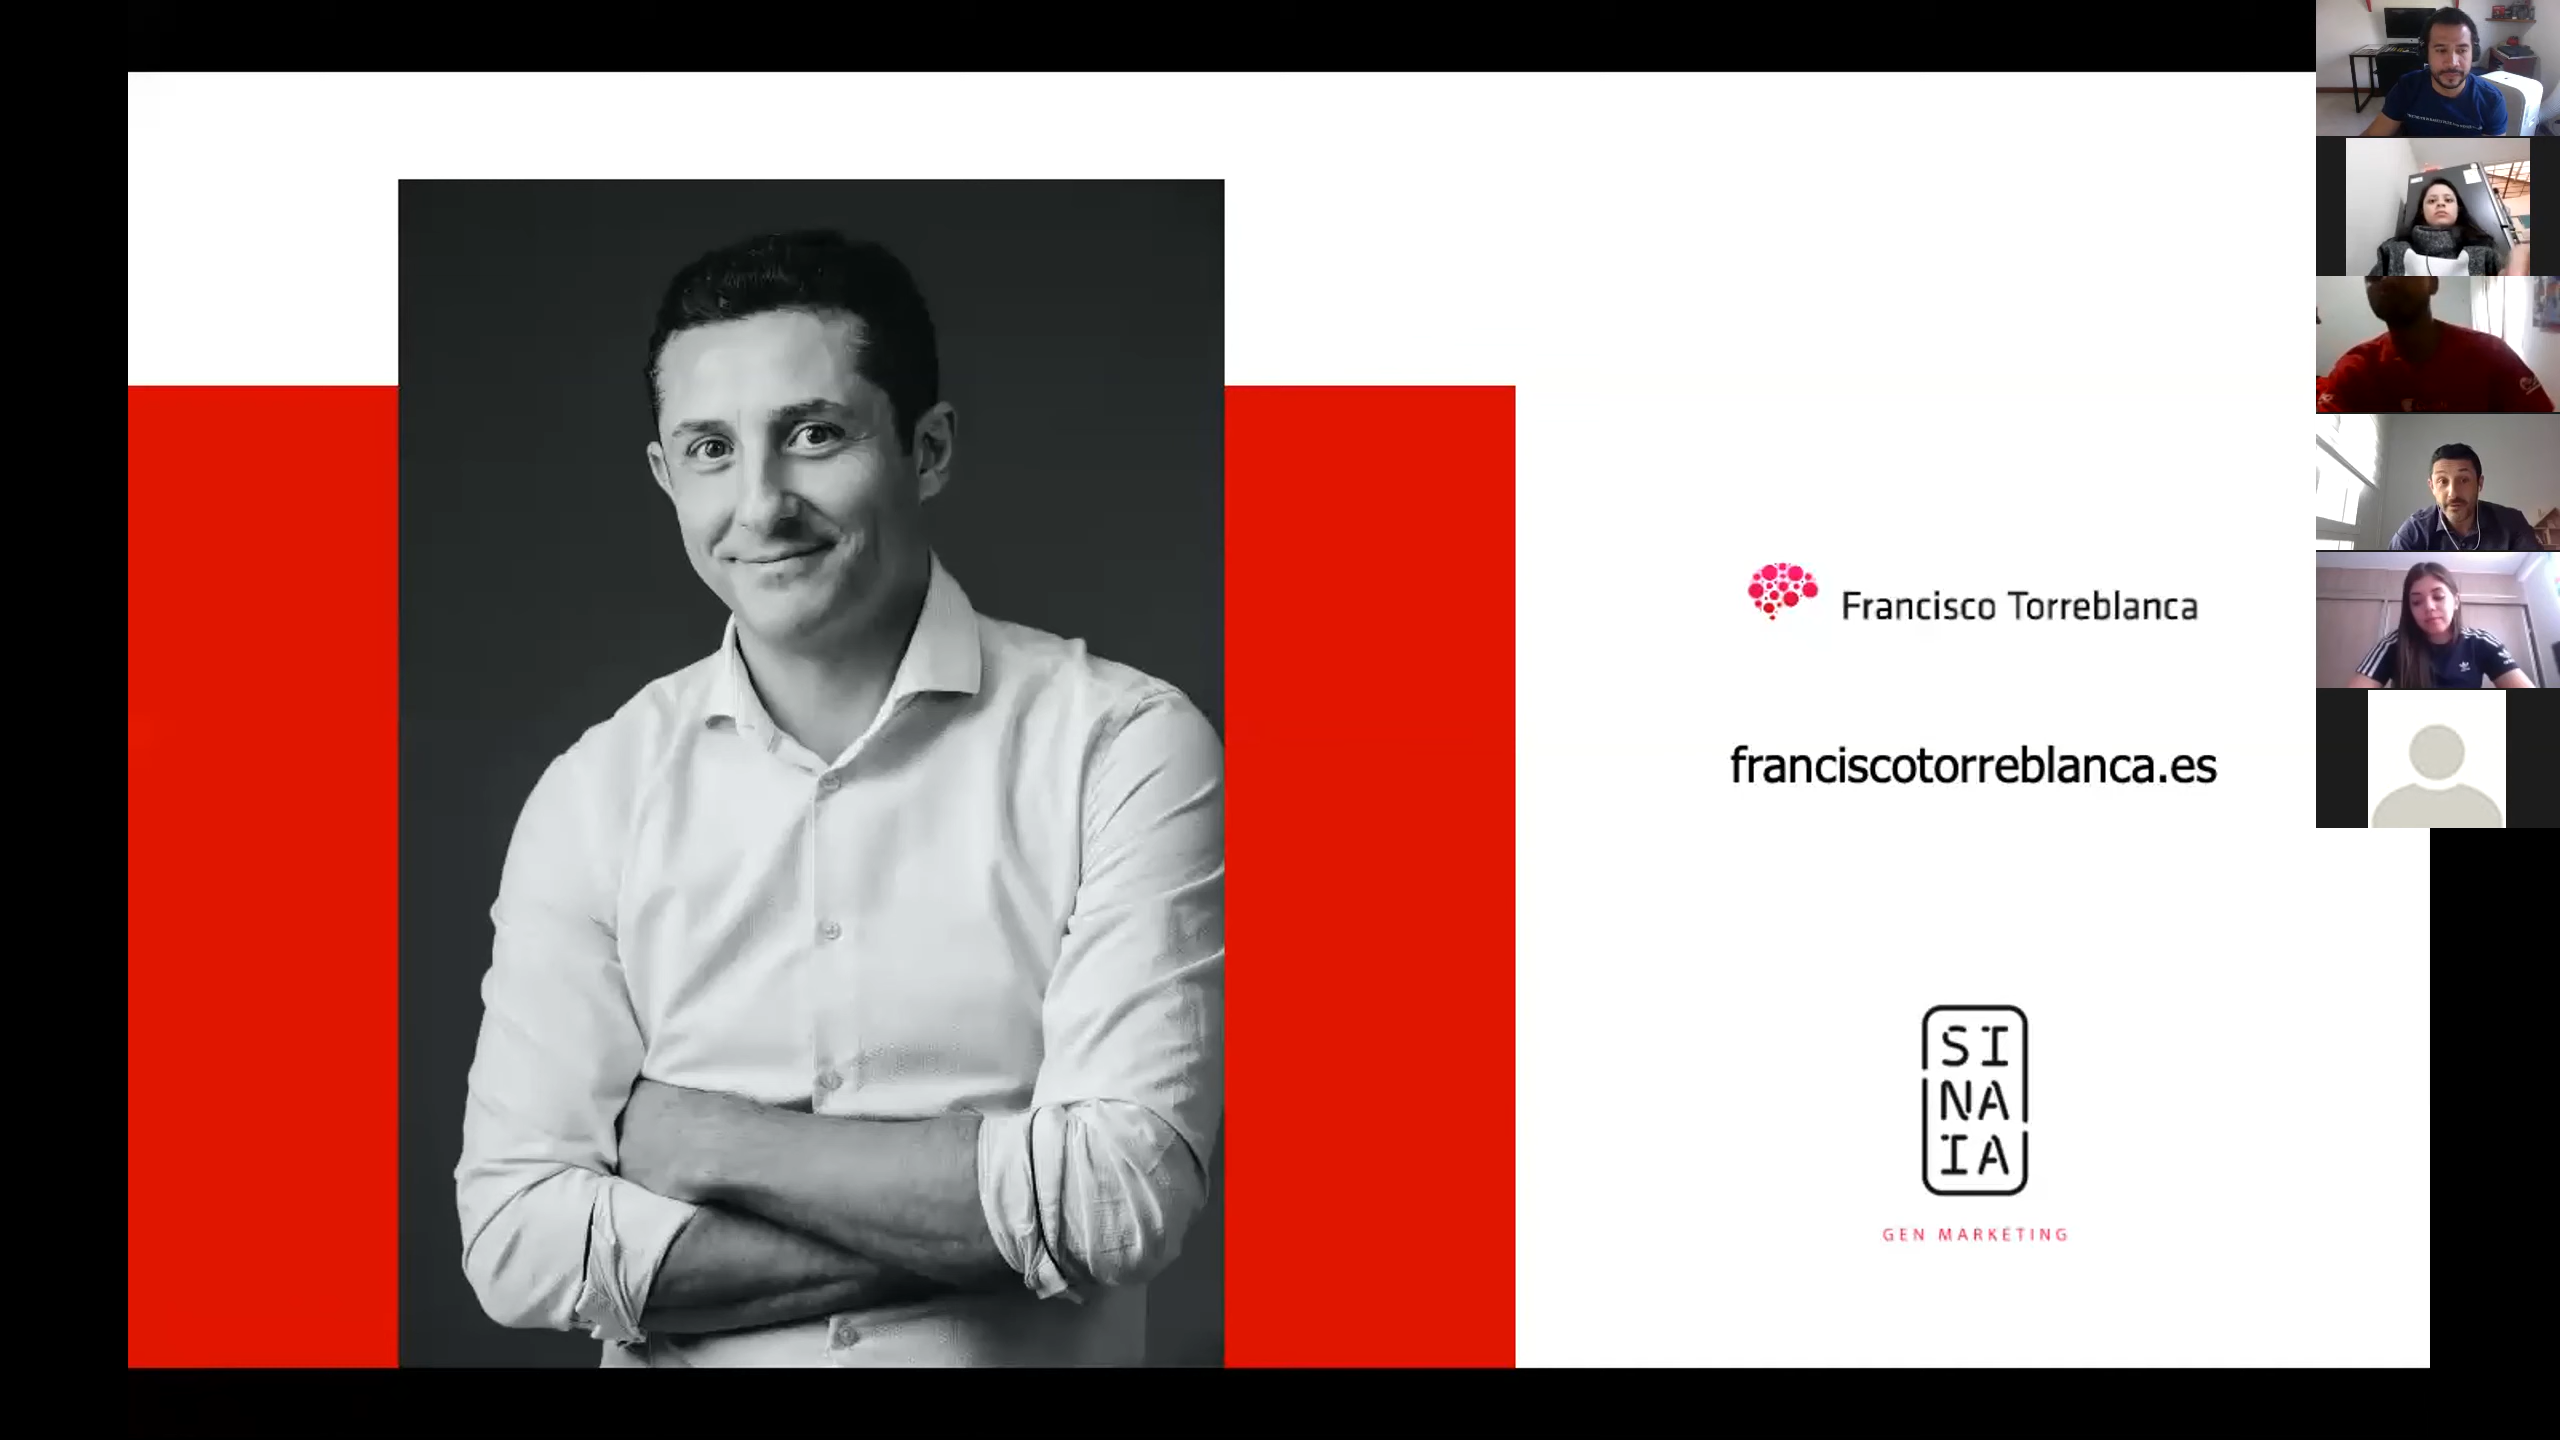 Francisco Torreblanca
franciscotorreblanca.es
SI
NA
IA
GEN MARKETING